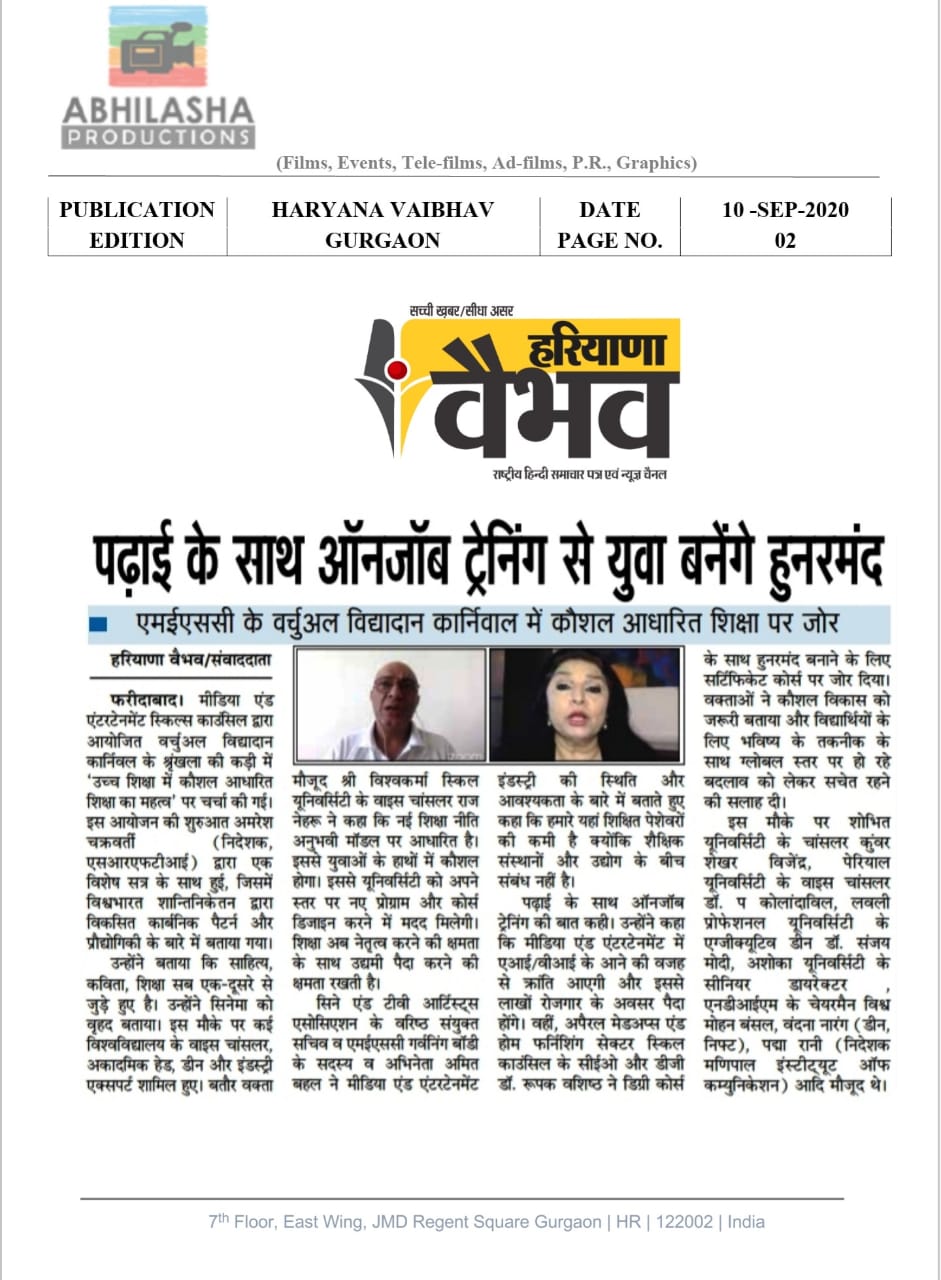 ABHILASHA
PRODUCTIONS
(Films, Events, Tele-films, Ad-films, P.R., Graphics)
PUBLICATION HARYANA VAIBHAV DATE 10 -SEP-2020
EDITION GURGAON PAGE NO. 02
सच्ची ख़बर/सीधा असर
हरियाणा
वैभव
राष्ट्रीय हिन्दी समाचार पत्र एवं न्यूज़ चैनल
पढ़ाई के साथ ऑनजॉब ट्रेनिंग से युवा बनेंगे हुनरमंद
एमईएससी के वर्चुअल विद्यादान कार्निवाल में कौशल आधारित शिक्षा पर जोर
हरियाणा वैभव/संवाददाता
फरीदाबाद। मीडिया एंड
एंटरटेनमेंट स्किल्स काउंसिल द्वारा
आयोजित वर्चुअल विद्यादान
कार्निवाल के श्रृंखला की कड़ी में
'उच्च शिक्षा में कौशल आधारित
शिक्षा का महत्व' पर चर्चा की गई।
इस आयोजन की शुरुआत अमरेश
चक्रवर्ती (निदेशक,
एसआरएफटीआई) द्वारा एक
विशेष सत्र के साथ हुई, जिसमें
विश्वभारत शान्तिनिकेतन द्वारा
विकसित कार्बनिक पैटर्न और
प्रौद्योगिकी के बारे में बताया गया।
उन्होंने बताया कि साहित्य,
कविता, शिक्षा सब एक-दूसरे से
जुड़े हुए है। उन्होंने सिनेमा को
वृहद बताया। इस मौके पर कई
विश्वविद्यालय के वाइस चांसलर,
अकादमिक हेड, डीन और इंडस्ट्री
एक्सपर्ट शामिल हुए। बतौर वक्ता
मौजूद श्री विश्वकर्मा स्किल
यूनिवर्सिटी के वाइस चांसलर राज
नेहरू ने कहा कि नई शिक्षा नीति
अनुभवी मॉडल पर आधारित है।
इससे युवाओं के हाथों में कौशल
होगा। इससे यूनिवर्सिटी को अपने
स्तर पर नए प्रोग्राम और कोर्स
डिजाइन करने में मदद मिलेगी।
शिक्षा अब नेतृत्व करने की क्षमता
के साथ उद्यमी पैदा करने की
क्षमता रखती है।
सिने एंड टीवी आर्टिस्ट्स
एसोसिएशन के वरिष्ठ संयुक्त
सचिव व एमईएससी गर्वनिंग बॉडी
के सदस्य व अभिनेता अमित
बहल ने मीडिया एंड एंटरटेनमेंट
इंडस्ट्री की स्थिति और
आवश्यकता के बारे में बताते हुए
कहा कि हमारे यहां शिक्षित पेशेवरों
की कमी है क्योंकि शैक्षिक
संस्थानों और उद्योग के बीच
संबंध नहीं है।
पढ़ाई के साथ ऑनजॉब
ट्रेनिंग की बात कही। उन्होंने कहा
कि मीडिया एंड एंटरटेनमेंट में
एआई/वीआई के आने की वजह
से क्रांति आएगी और इससे
लाखों रोजगार के अवसर पैदा
होंगे। वहीं, अपैरल मेडअप्स एंड
होम फर्निशिंग सेक्टर स्किल
काउंसिल के सीईओ और डीजी
डॉ. रूपक वशिष्ठ ने डिग्री कोर्स
के साथ हुनरमंद बनाने के लिए
सर्टिफिकेट कोर्स पर जोर दिया।
वक्ताओं ने कौशल विकास को
जरूरी बताया और विद्यार्थियों के
लिए भविष्य के तकनीक के
साथ ग्लोबल स्तर पर हो रहे
बदलाव को लेकर सचेत रहने
की सलाह दी।
इस मौके पर शोभित
यूनिवर्सिटी के चांसलर कुंवर
शेखर विजेंद्र, पेरियाल
यूनिवर्सिटी के वाइस चांसलर
डॉ. प कोलांदाविल, लवली
प्रोफेशनल यूनिवर्सिटी के
एग्जीक्यूटिव डीन डॉ. संजय
मोदी, अशोका यूनिवर्सिटी के
सीनियर डायरेक्टर ,
एनडीआईएम के चेयरमैन विश्व
मोहन बंसल, वंदना नारंग (डीन,
निफ्ट), पद्मा रानी (निदेशक
मणिपाल इंस्टीट्यूट ऑफ
कम्युनिकेशन) आदि मौजूद थे।
7th Floor, East Wing, JMD Regent Square Gurgaon | HR | 122002 | India